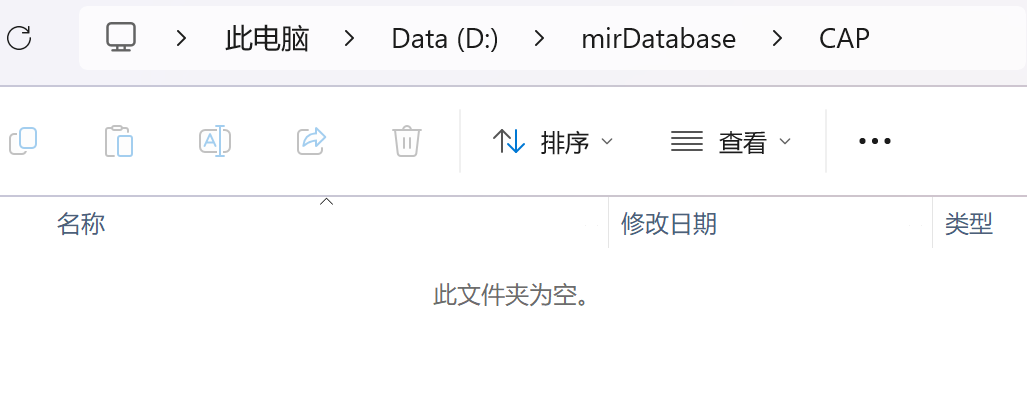 此电脑 Data (D:) mirDatabase CAP
排序 查看
名称 修改日期 类型
此文件夹为空。